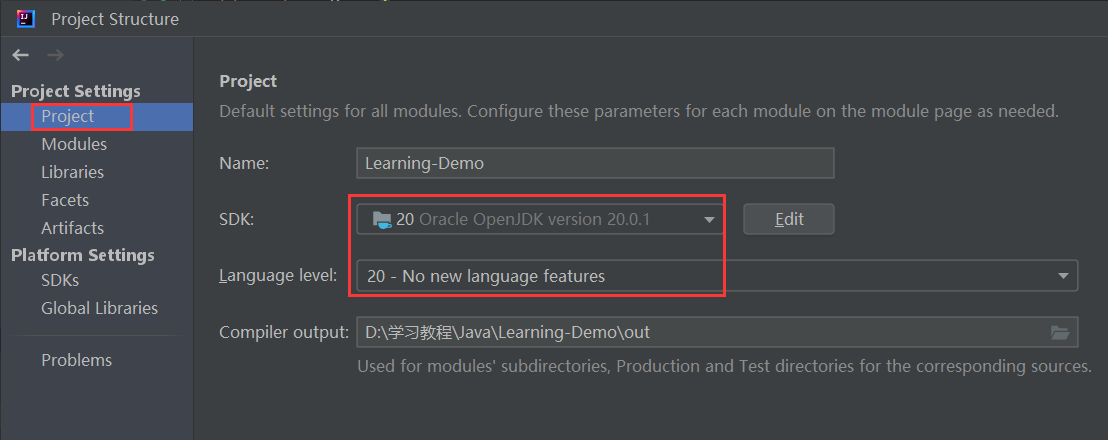 Project Structure
Project Settings
Project
Modules
Libraries
Facets
Artifacts
Platform Settings
SDKs
Global Libraries
Problems
Project
Default settings for all modules. Configure these parameters for each module on the module page as needed.
Name: Learning-Demo
SDK: 20 Oracle OpenJDK version 20.0.1 Edit
Language level: 20 - No new language features
Compiler output: D:\学习教程\Java\Learning-Demo\out
Used for modules' subdirectories, Production and Test directories for the corresponding sources.